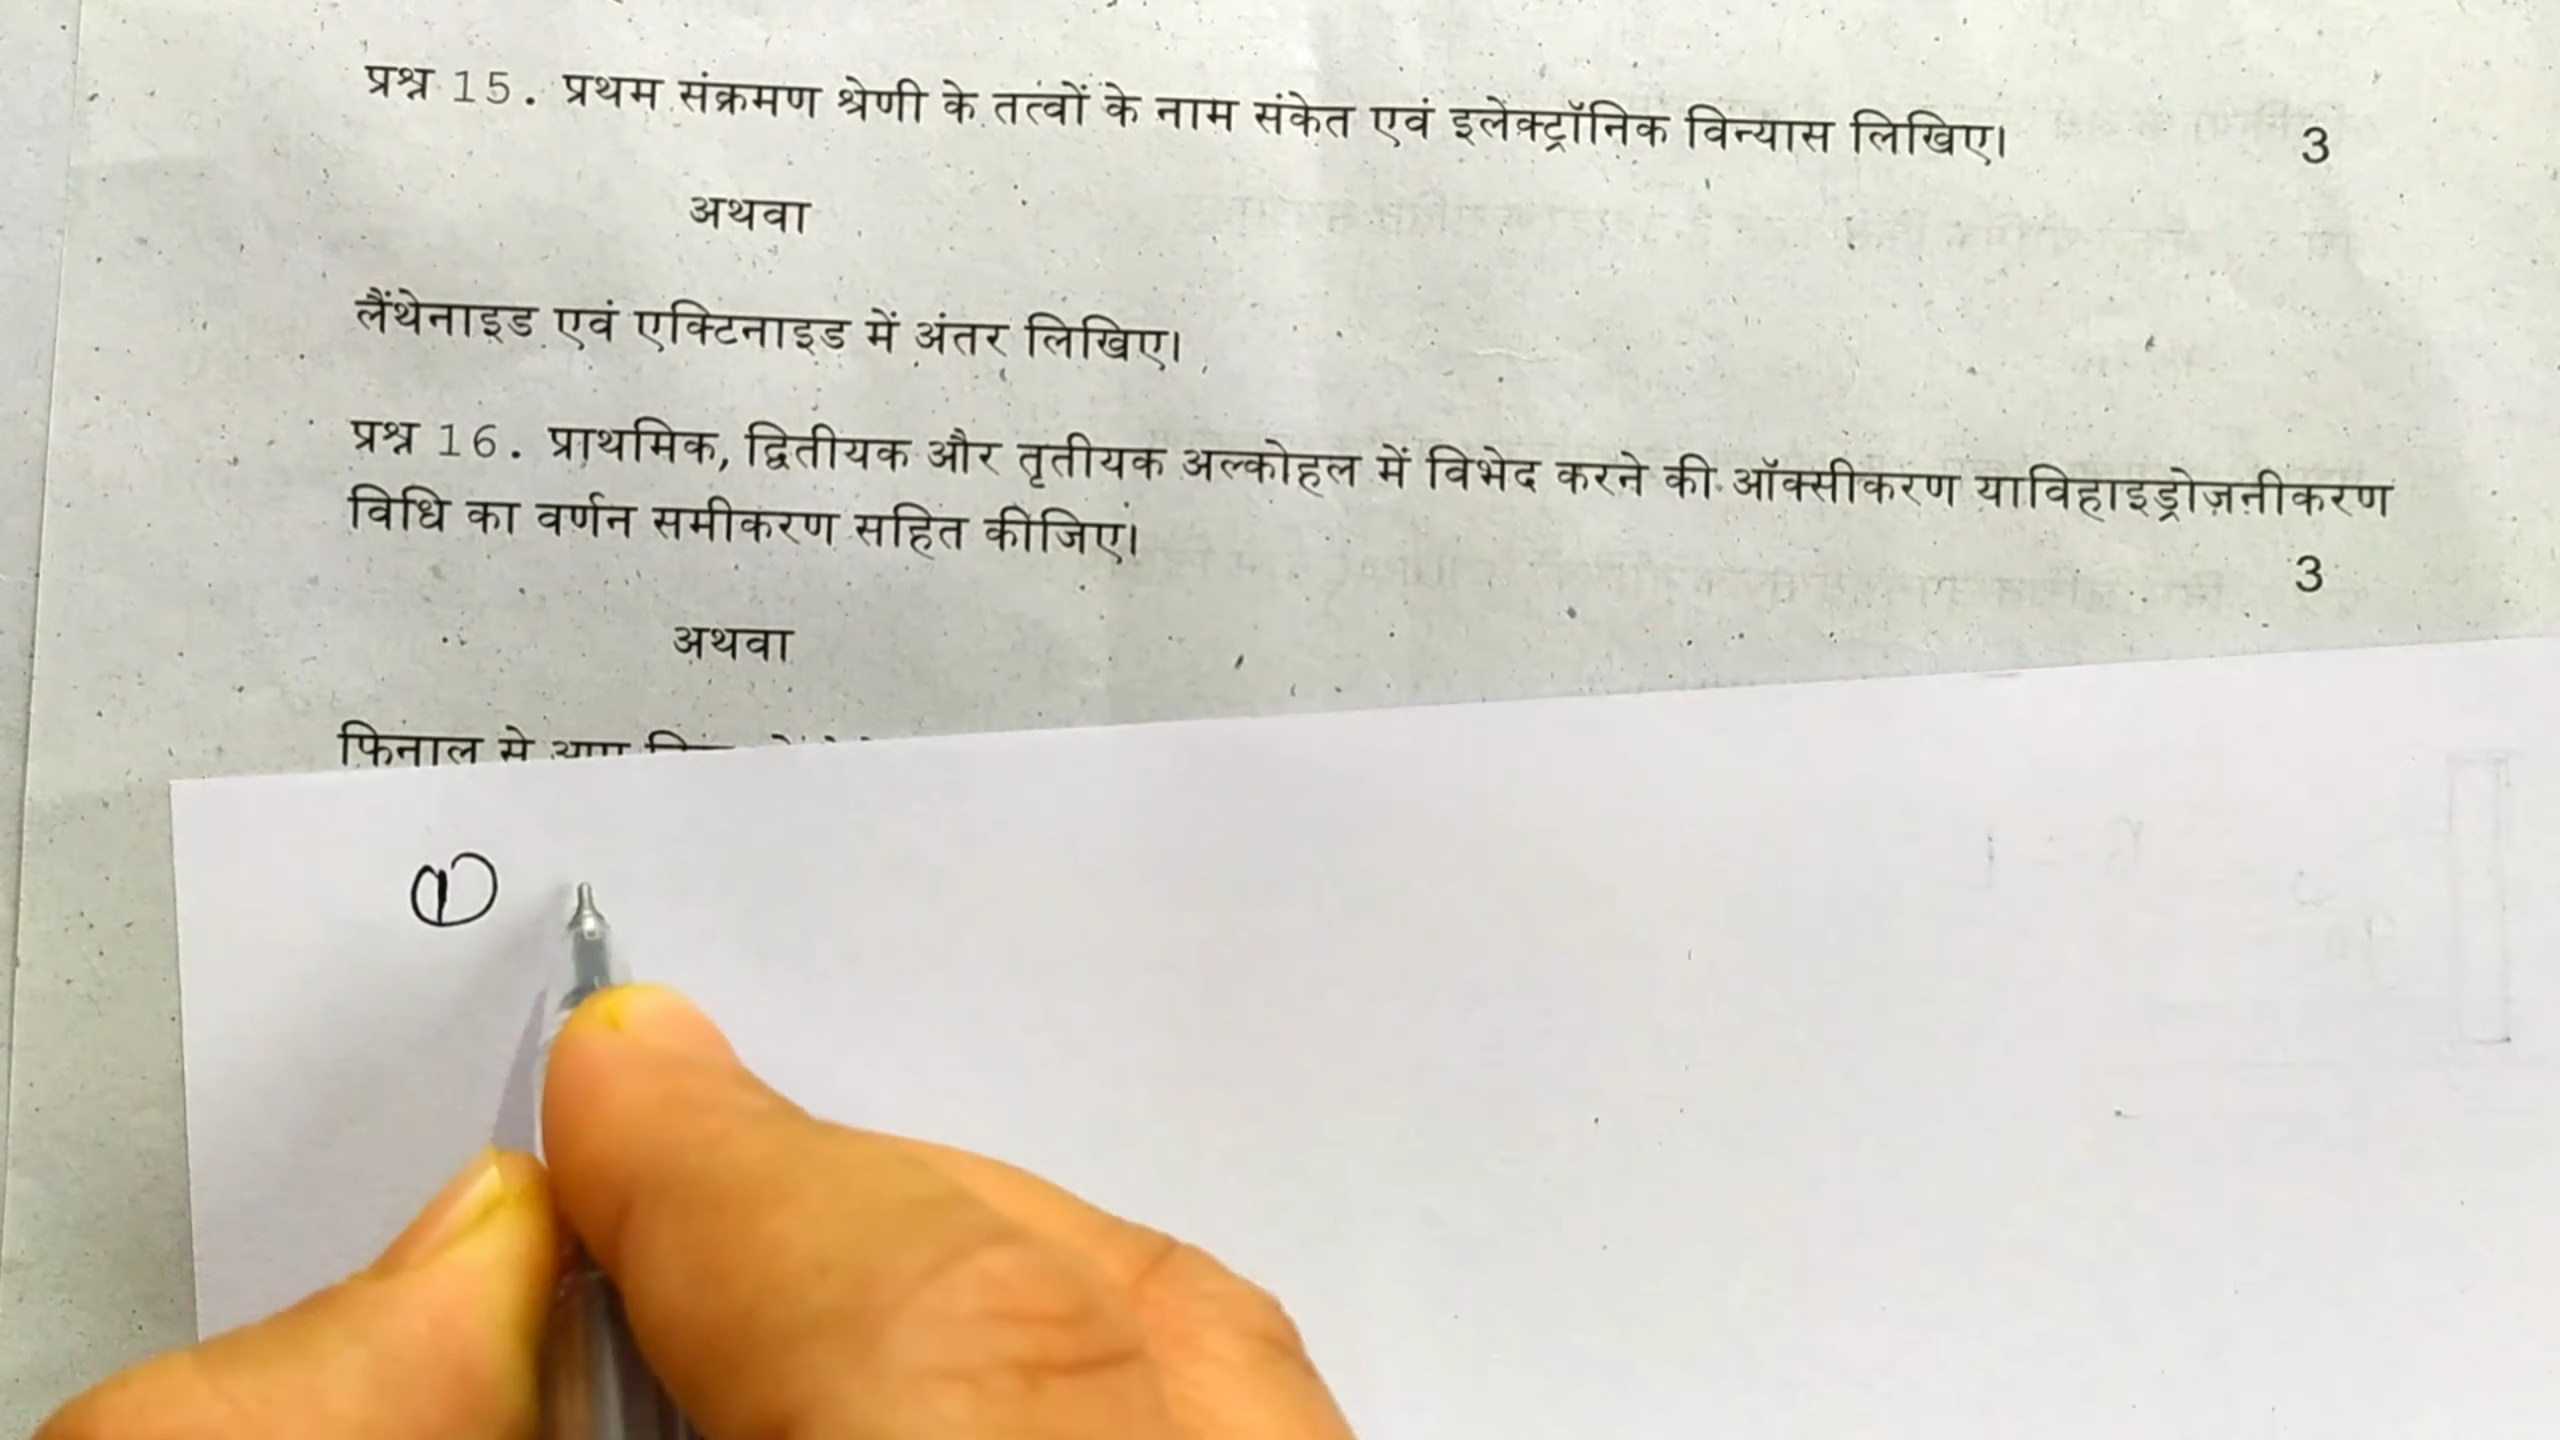 प्रश्न 15. प्रथम संक्रमण श्रेणी के तत्वों के नाम संकेत एवं इलेक्ट्रॉनिक विन्यास लिखिए। 3
अथवा
लैंथेनाइड एवं एक्टिनाइड में अंतर लिखिए।
प्रश्न 16. प्राथमिक, द्वितीयक और तृतीयक अल्कोहल में विभेद करने की ऑक्सीकरण याविहाइड्रोज़नीकरण
विधि का वर्णन समीकरण सहित कीजिए।
3
अथवा
फिनाल से आप
1